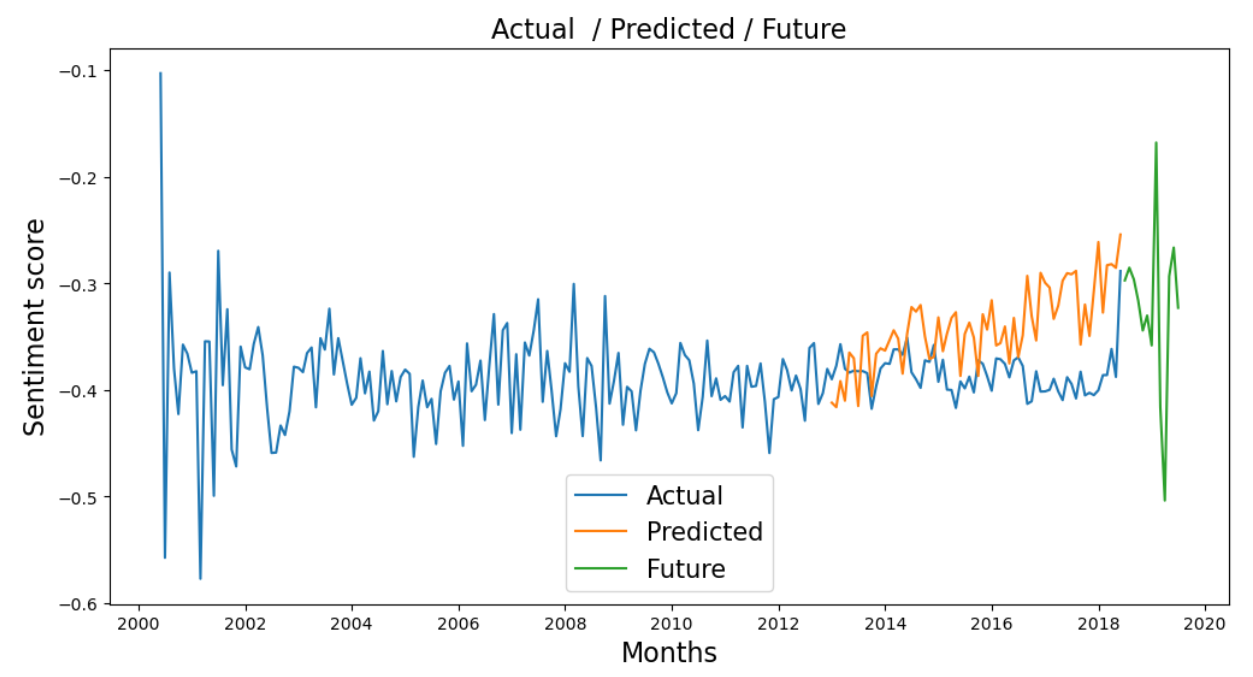 Actual  / Predicted / Future
Sentiment score
−0.1
−0.2
−0.3
−0.4
−0.5
−0.6
Actual
Predicted
Future
2000 2002 2004 2006 2008 2010 2012 2014 2016 2018 2020
Months